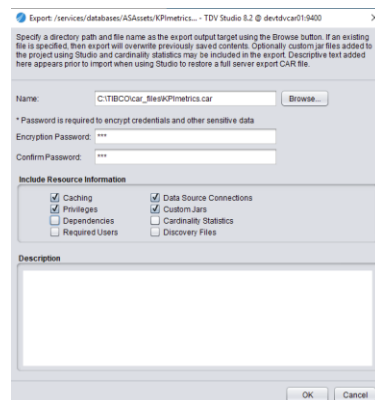 Export: /services/databases/ASAssets/KPImetrics... - TDV Studio 8.2 @ devtdvcar01:9400
Specify a directory path and file name as the export output target using the Browse button. If an existing
file is specified, then export will overwrite previously saved contents. Optionally custom jar files added to
the project using Studio and cardinality statistics may be restored in the export. Descriptive text added
here appears prior to import when using Studio to restore a full server export CAR file.
Name: C:\TIBCO\car_files\KPImetrics.car Browse...
* Password is required to encrypt credentials and other sensitive data
Encryption Password: ***
Confirm Password: ***
Include Resource Information
Caching Data Source Connections
Privileges Custom Jars
Dependencies Cardinality Statistics
Required Users Discovery Files
Description
OK Cancel